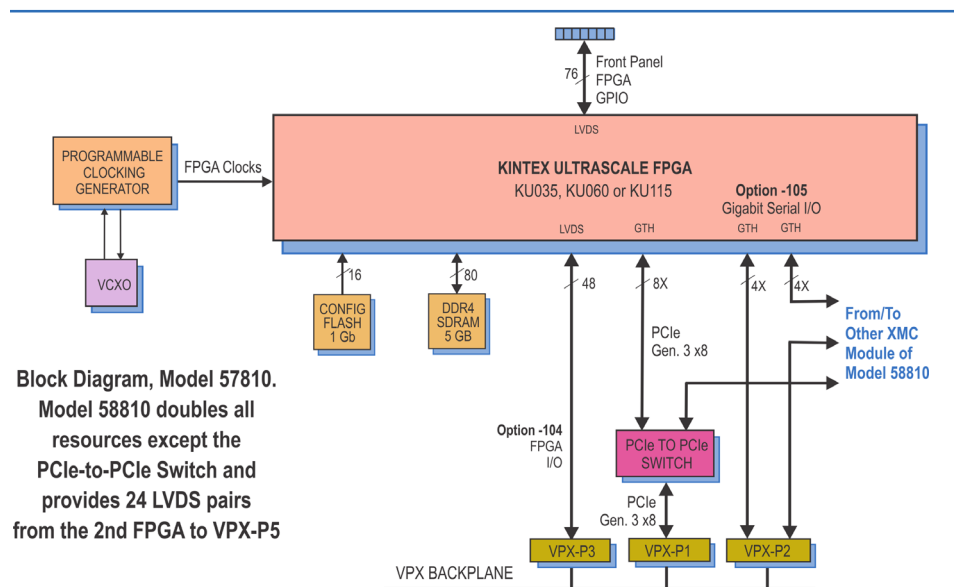 76
Front Panel
FPGA
GPIO
LVDS
PROGRAMMABLE
CLOCKING
GENERATOR
FPGA Clocks
KINTEX ULTRASCALE FPGA
KU035, KU060 or KU115
Option -105
Gigabit Serial I/O
LVDS
GTH
GTH
GTH
VCXO
16
80
48
8X
4X
4X
CONFIG
FLASH
1 Gb
DDR4
SDRAM
5 GB
PCIe
Gen. 3 x8
From/To
Other XMC
Module of
Model 58810
Block Diagram, Model 57810.
Model 58810 doubles all
resources except the
PCIe-to-PCIe Switch and
provides 24 LVDS pairs
from the 2nd FPGA to VPX-P5
Option -104
FPGA
I/O
PCIe TO PCIe
SWITCH
PCIe
Gen. 3 x8
VPX-P3
VPX-P1
VPX-P2
VPX BACKPLANE